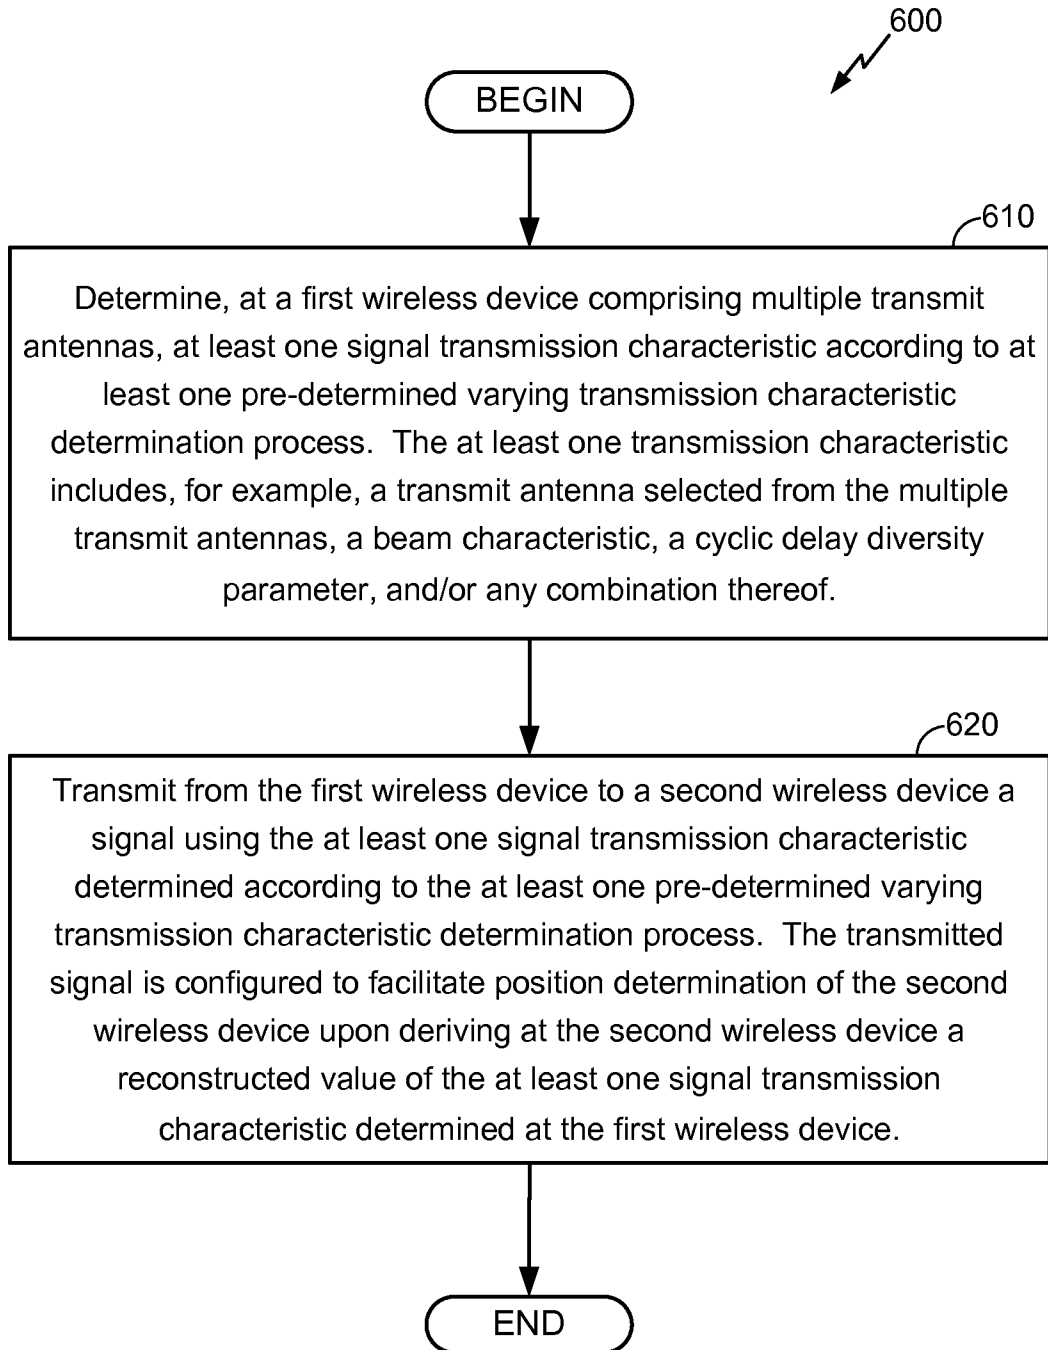 600
BEGIN
610
Determine, at a first wireless device comprising multiple transmit
antennas, at least one signal transmission characteristic according to at
least one pre-determined varying transmission characteristic
determination process.  The at least one transmission characteristic
includes, for example, a transmit antenna selected from the multiple
transmit antennas, a beam characteristic, a cyclic delay diversity
parameter, and/or any combination thereof.
620
Transmit from the first wireless device to a second wireless device a
signal using the at least one signal transmission characteristic
determined according to the at least one pre-determined varying
transmission characteristic determination process.  The transmitted
signal is configured to facilitate position determination of the second
wireless device upon deriving at the second wireless device a
reconstructed value of the at least one signal transmission
characteristic determined at the first wireless device.
END